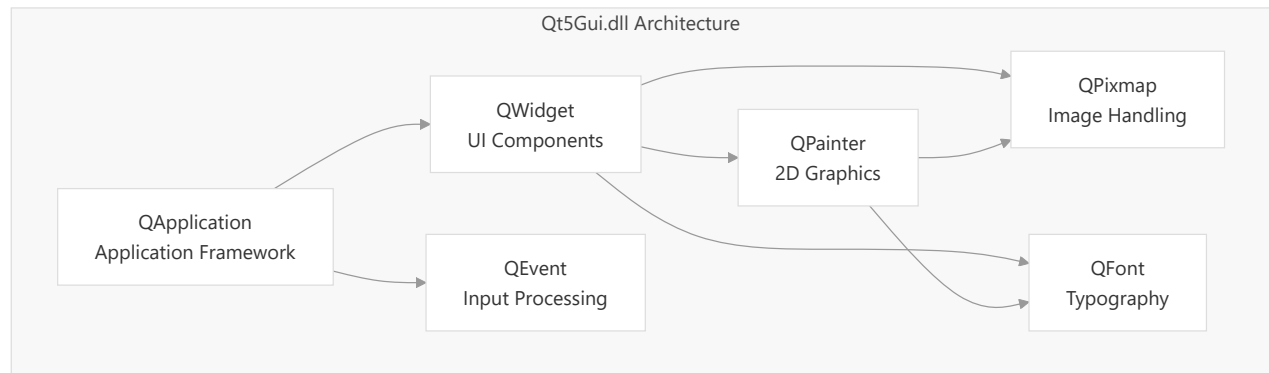 Qt5Gui.dll Architecture
QPixmap
Image Handling
QWidget
UI Components
QPainter
2D Graphics
QApplication
Application Framework
QEvent
Input Processing
QFont
Typography